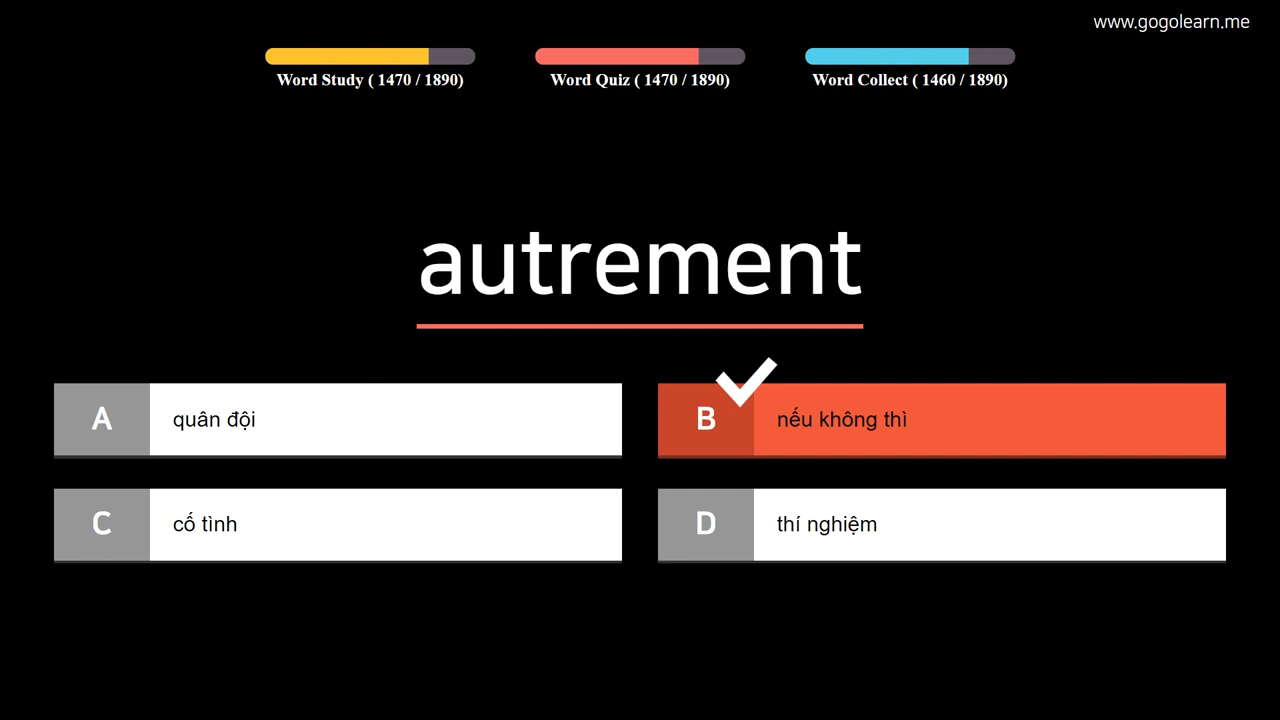 www.gogolearn.me
Word Study ( 1470 / 1890)
Word Quiz ( 1470 / 1890)
Word Collect ( 1460 / 1890)
autrement
A quân đội
B nếu không thì
C cố tình
D thí nghiệm